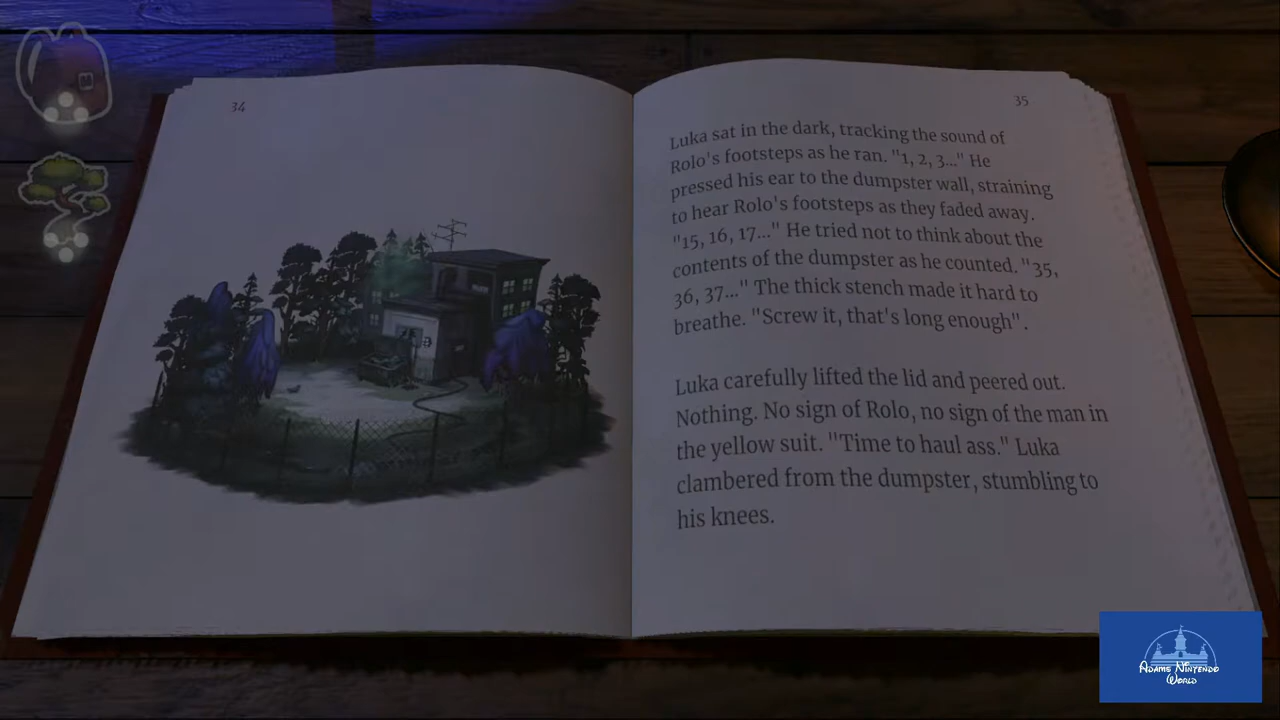 34
35
Luka sat in the dark, tracking the sound of
Rolo's footsteps as he ran. "1, 2, 3..." He
pressed his ear to the dumpster wall, straining
to hear Rolo's footsteps as they faded away.
"15, 16, 17..." He tried not to think about the
contents of the dumpster as he counted. "35,
36, 37..." The thick stench made it hard to
breathe. "Screw it, that's long enough".
Luka carefully lifted the lid and peered out.
Nothing. No sign of Rolo, no sign of the man in
the yellow suit. "Time to haul ass." Luka
clambered from the dumpster, stumbling to
his knees.
Adams Nintendo
World